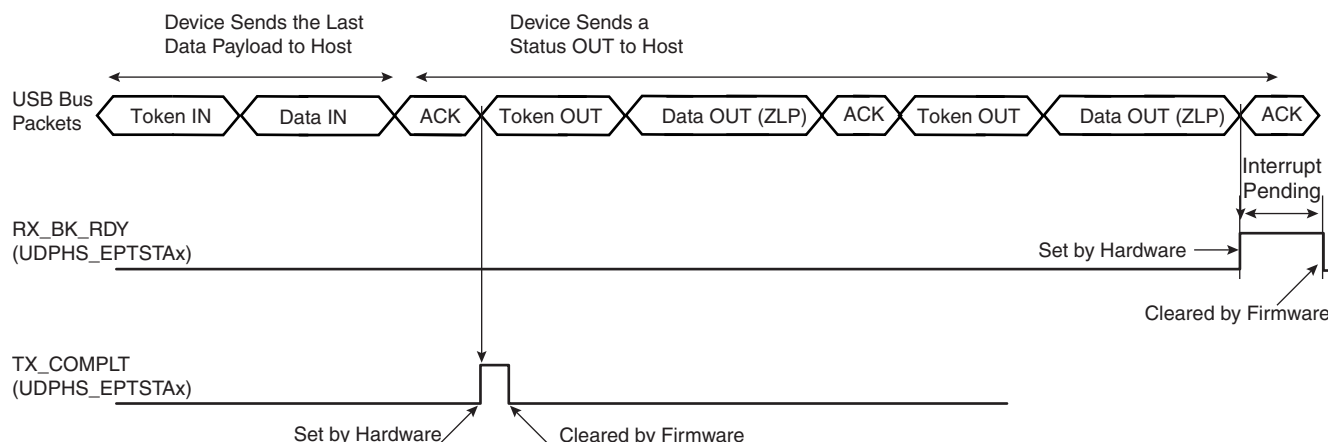 Device Sends the Last
Data Payload to Host
Device Sends a
Status OUT to Host
USB Bus
Packets
Token IN
Data IN
ACK
Token OUT
Data OUT (ZLP)
ACK
Token OUT
Data OUT (ZLP)
ACK
Interrupt
Pending
RX_BK_RDY
(UDPHS_EPTSTAx)
Set by Hardware
Cleared by Firmware
TX_COMPLT
(UDPHS_EPTSTAx)
Set by Hardware
Cleared by Firmware